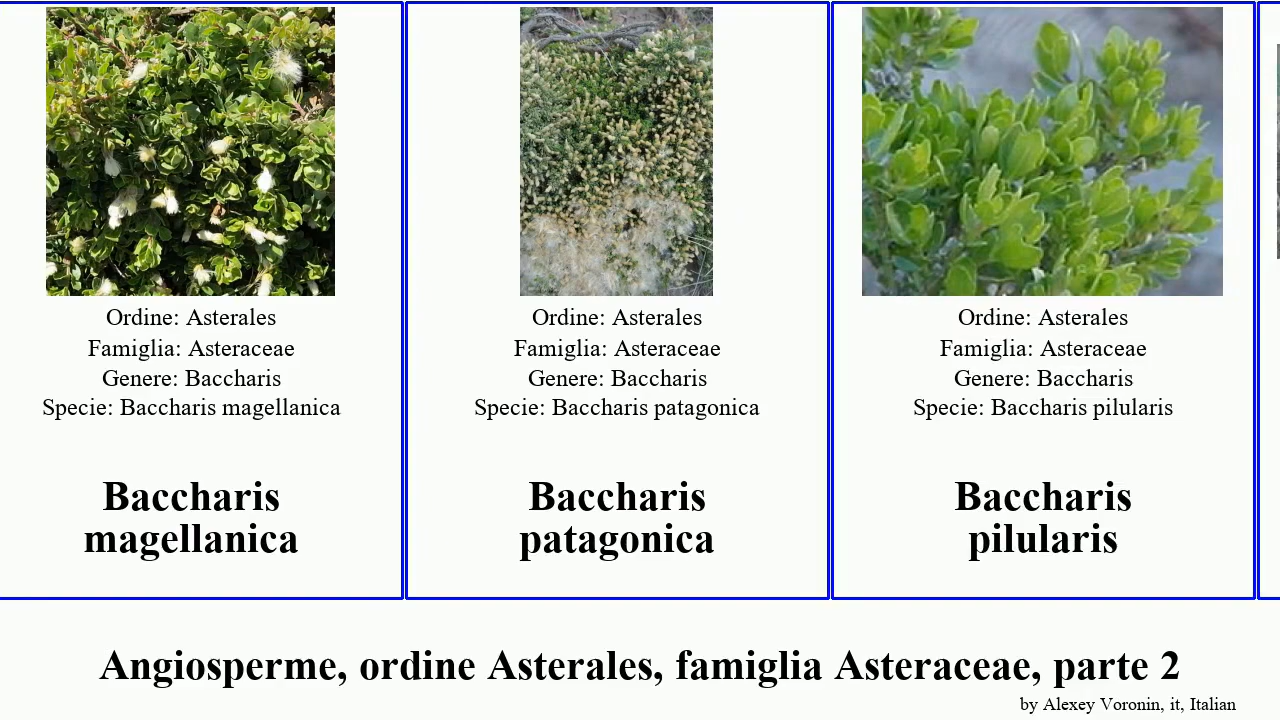 Ordine: Asterales
Famiglia: Asteraceae
Genere: Baccharis
Specie: Baccharis magellanica
Baccharis
magellanica
Ordine: Asterales
Famiglia: Asteraceae
Genere: Baccharis
Specie: Baccharis patagonica
Baccharis
patagonica
Ordine: Asterales
Famiglia: Asteraceae
Genere: Baccharis
Specie: Baccharis pilularis
Baccharis
pilularis
Angiosperme, ordine Asterales, famiglia Asteraceae, parte 2
by Alexey Voronin, it, Italian